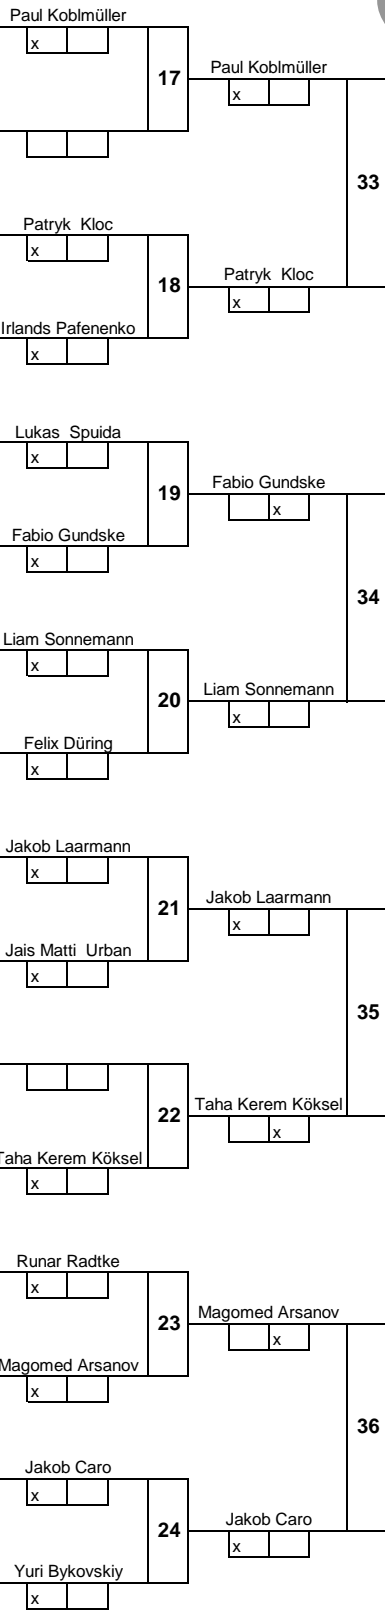 Paul Koblmüller
x
17
Paul Koblmüller
x
33
Patryk Kloc
x
18
Patryk Kloc
x
Irlands Pafenenko
x
Lukas Spuida
x
19
Fabio Gundske
x
Fabio Gundske
x
34
Liam Sonnemann
x
20
Liam Sonnemann
x
Felix Düring
x
Jakob Laarmann
x
21
Jakob Laarmann
x
Jais Matti Urban
x
35
22
Taha Kerem Köksel
x
Taha Kerem Köksel
x
Runar Radtke
x
23
Magomed Arsanov
x
Magomed Arsanov
x
36
Jakob Caro
x
24
Jakob Caro
x
Yuri Bykovskiy
x